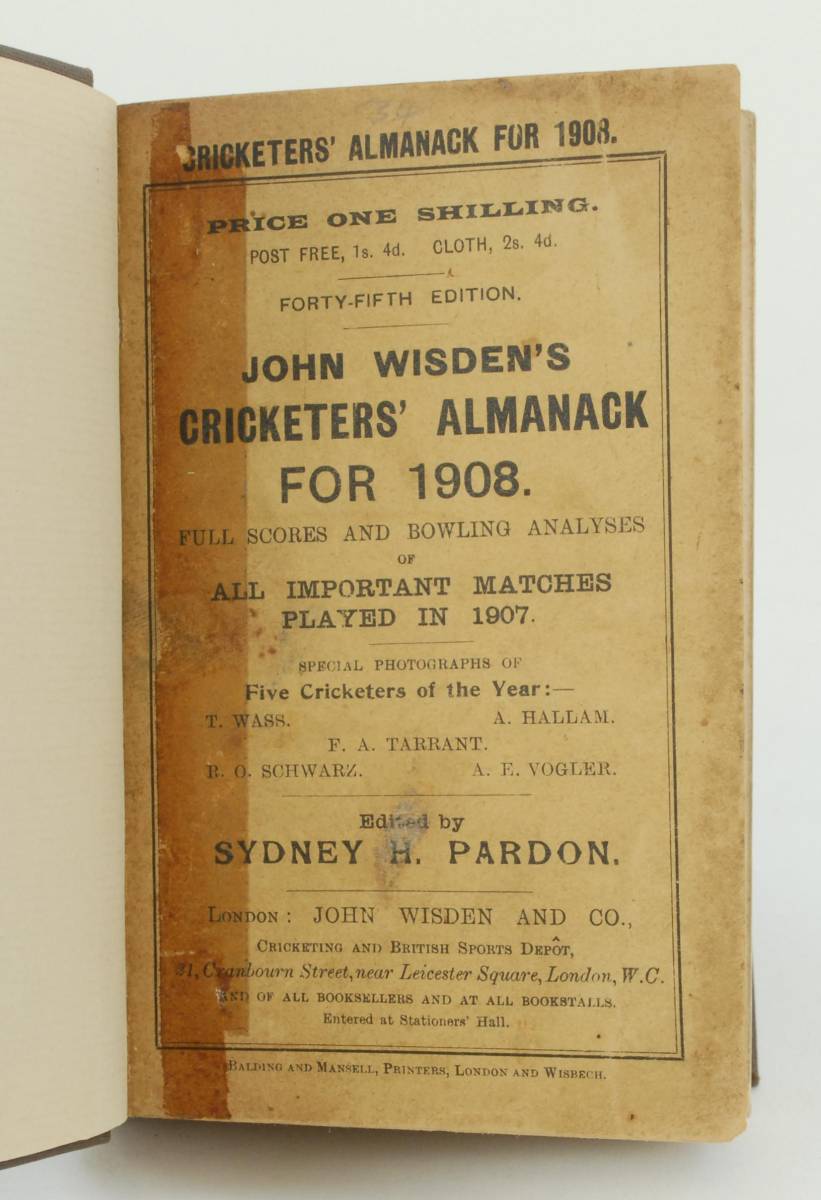 34
CRICKETERS' ALMANACK FOR 1908.
PRICE ONE SHILLING.
POST FREE, 1s. 4d. CLOTH, 2s. 4d.
FORTY-FIFTH EDITION.
JOHN WISDEN'S
CRICKETERS' ALMANACK
FOR 1908.
FULL SCORES AND BOWLING ANALYSES
OF
ALL IMPORTANT MATCHES
PLAYED IN 1907.
SPECIAL PHOTOGRAPHS OF
Five Cricketers of the Year:—
T. WASS. A. HALLAM.
F. A. TARRANT.
R. O. SCHWARZ. A. E. VOGLER.
Edited by
SYDNEY H. PARDON.
LONDON: JOHN WISDEN AND CO.,
CRICKETING AND BRITISH SPORTS DEPÔT,
21, Cranbourn Street, near Leicester Square, London, W.C.
AND OF ALL BOOKSELLERS AND AT ALL BOOKSTALLS.
Entered at Stationers' Hall.
BALDING AND MANSELL, PRINTERS, LONDON AND WISBECH.